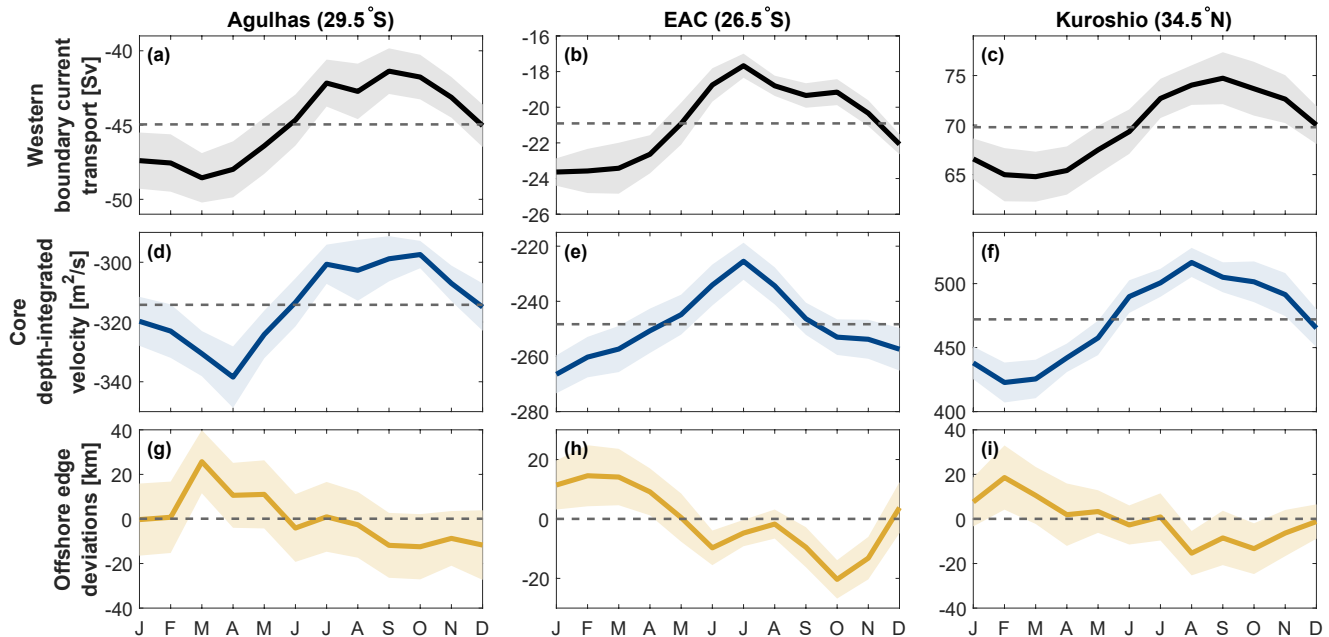 Agulhas (29.5°S)
EAC (26.5°S)
Kuroshio (34.5°N)
Western
boundary current
transport [Sv]
(a)
-40
-45
-50
(b)
-16
-18
-20
-22
-24
-26
(c)
75
70
65
Core
depth-integrated
velocity [m²/s]
(d)
-300
-320
-340
(e)
-220
-240
-260
-280
(f)
500
450
400
Offshore edge
deviations [km]
(g)
40
20
0
-20
-40
(h)
20
0
-20
(i)
40
20
0
-20
-40
J F M A M J J A S O N D
J F M A M J J A S O N D
J F M A M J J A S O N D